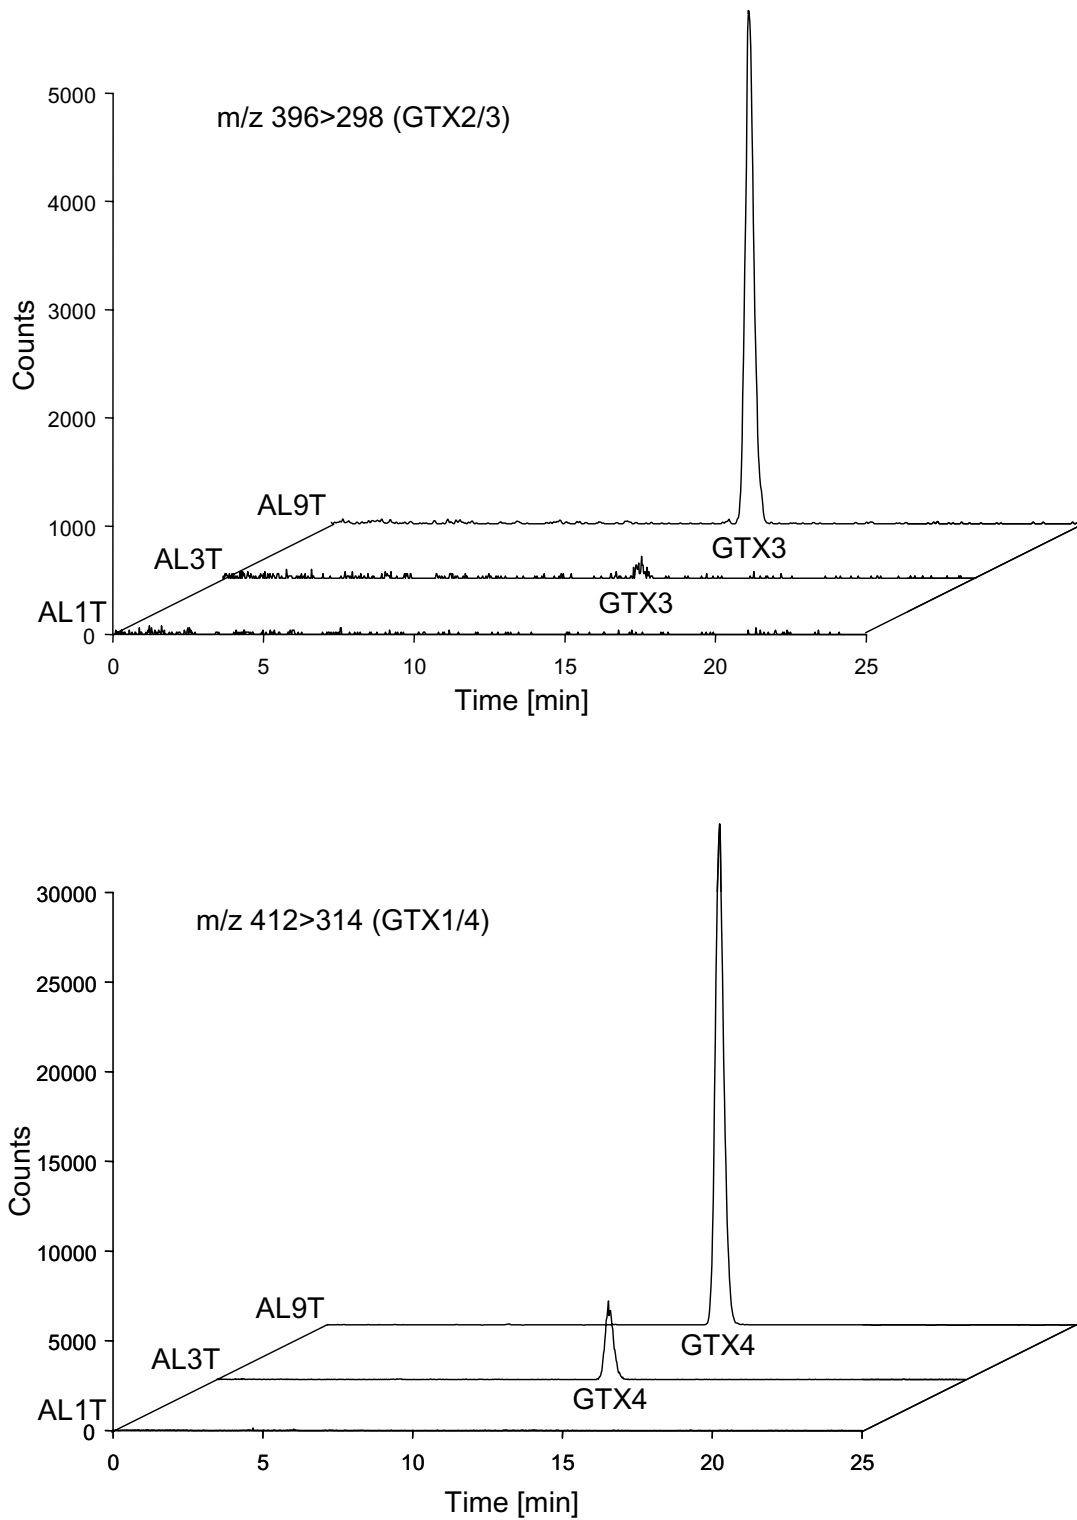 5000
m/z 396>298 (GTX2/3)
4000
3000
Counts
2000
AL9T
1000
GTX3
AL3T
GTX3
AL1T
0
0 5 10 15 20 25
Time [min]
30000
m/z 412>314 (GTX1/4)
25000
20000
15000
Counts
10000
AL9T
5000
GTX4
AL3T
GTX4
AL1T
0
0 5 10 15 20 25
Time [min]